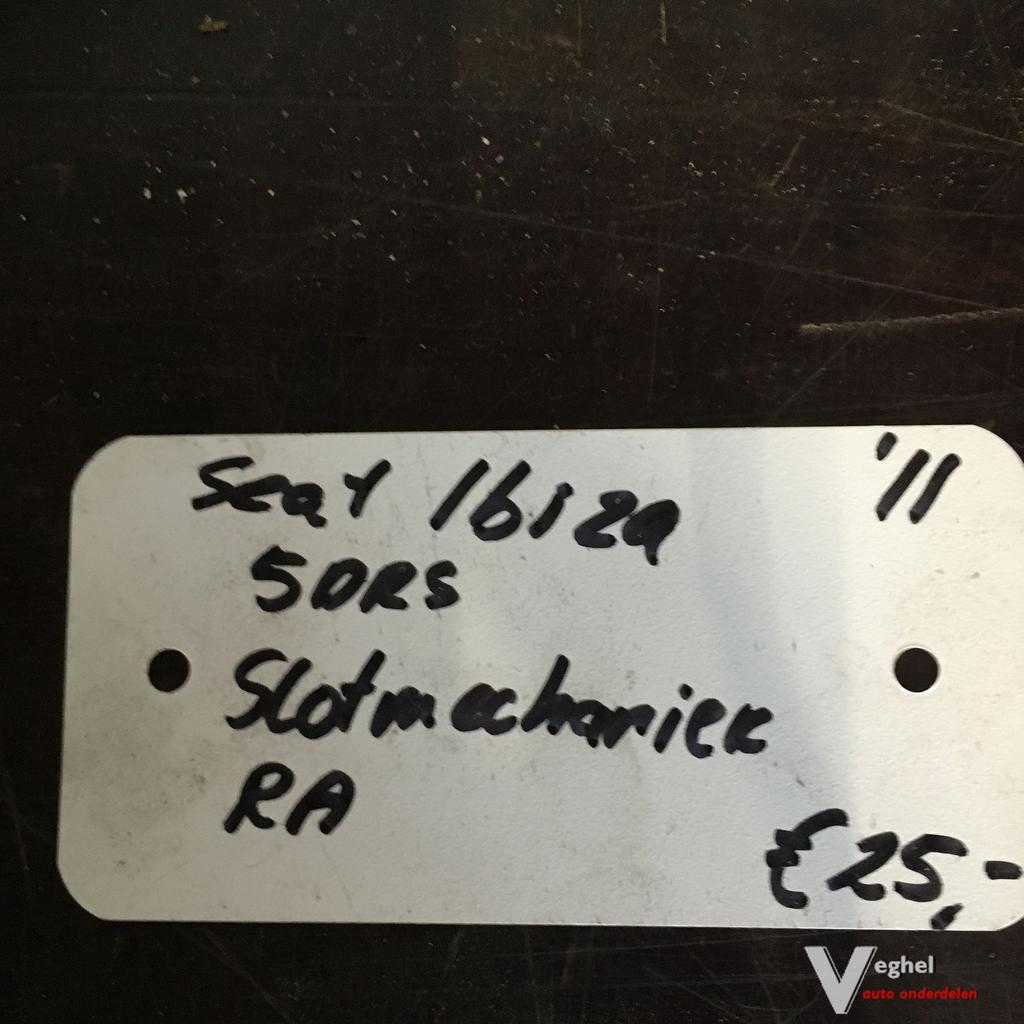 Seat Ibiza '11
5DRS
Slotmechaniek
RA
€25,-
Veghel
auto onderdelen